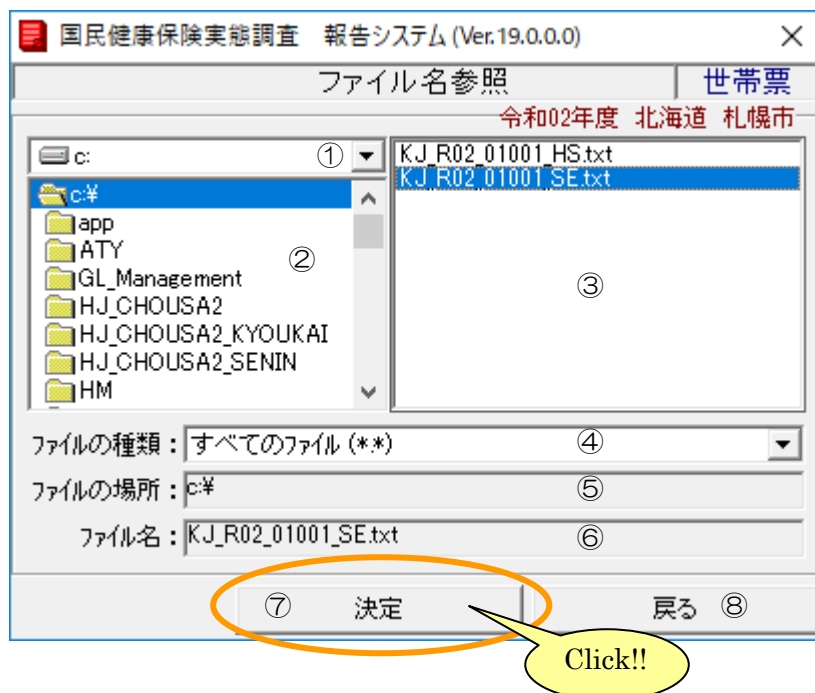 国民健康保険実態調査　報告システム (Ver.19.0.0.0)
ファイル名参照
世帯票
令和02年度 北海道 札幌市
c: ①
c:¥
app
ATY
GL_Management
HJ_CHOUSA2
HJ_CHOUSA2_KYOUKAI
HJ_CHOUSA2_SENIN
HM
②
KJ_R02_01001_HS.txt
KJ_R02_01001_SE.txt
③
ファイルの種類：すべてのファイル (*.*) ④
ファイルの場所：c:¥ ⑤
ファイル名：KJ_R02_01001_SE.txt ⑥
⑦ 決定
戻る ⑧
Click!!